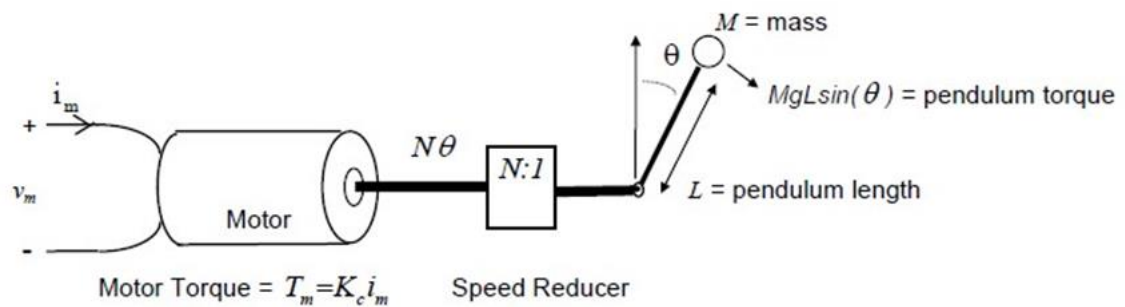 M = mass
θ
i_m
MgLsin(θ) = pendulum torque
+
Nθ
N:1
v_m
L = pendulum length
Motor
-
Motor Torque = T_m=K_c i_m
Speed Reducer